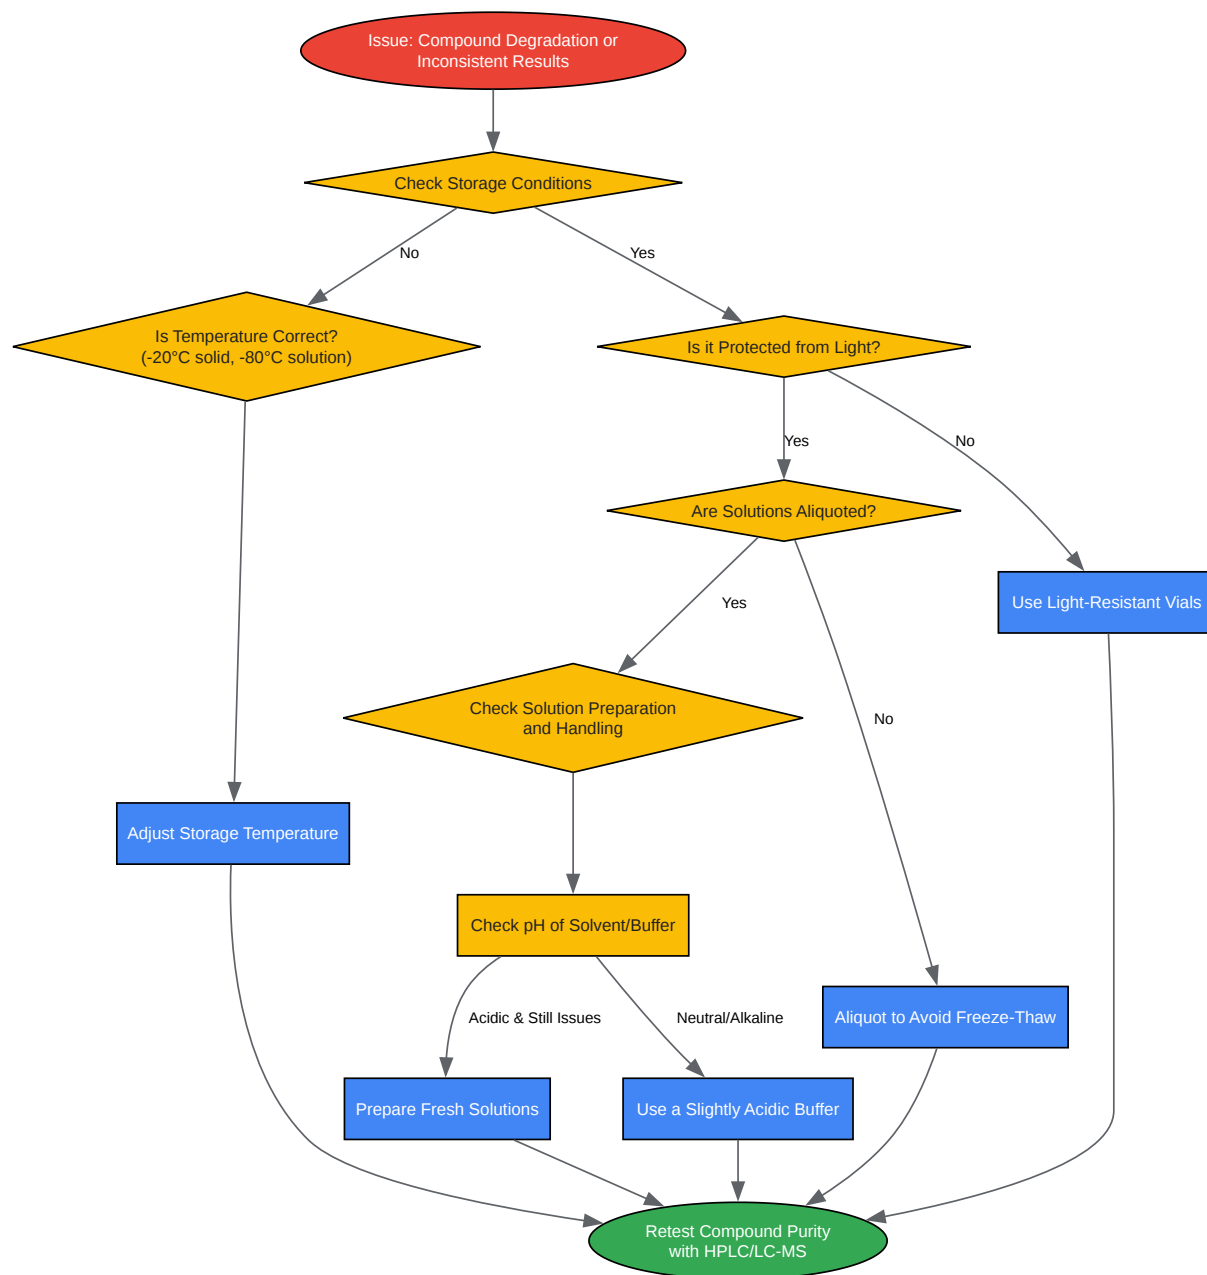 Issue: Compound Degradation or
Inconsistent Results
Check Storage Conditions
No
Yes
Is Temperature Correct?
(-20°C solid, -80°C solution)
Is it Protected from Light?
Yes
No
Are Solutions Aliquoted?
Use Light-Resistant Vials
Yes
Check Solution Preparation
and Handling
No
Adjust Storage Temperature
Check pH of Solvent/Buffer
Acidic & Still Issues
Neutral/Alkaline
Aliquot to Avoid Freeze-Thaw
Prepare Fresh Solutions
Use a Slightly Acidic Buffer
Retest Compound Purity
with HPLC/LC-MS